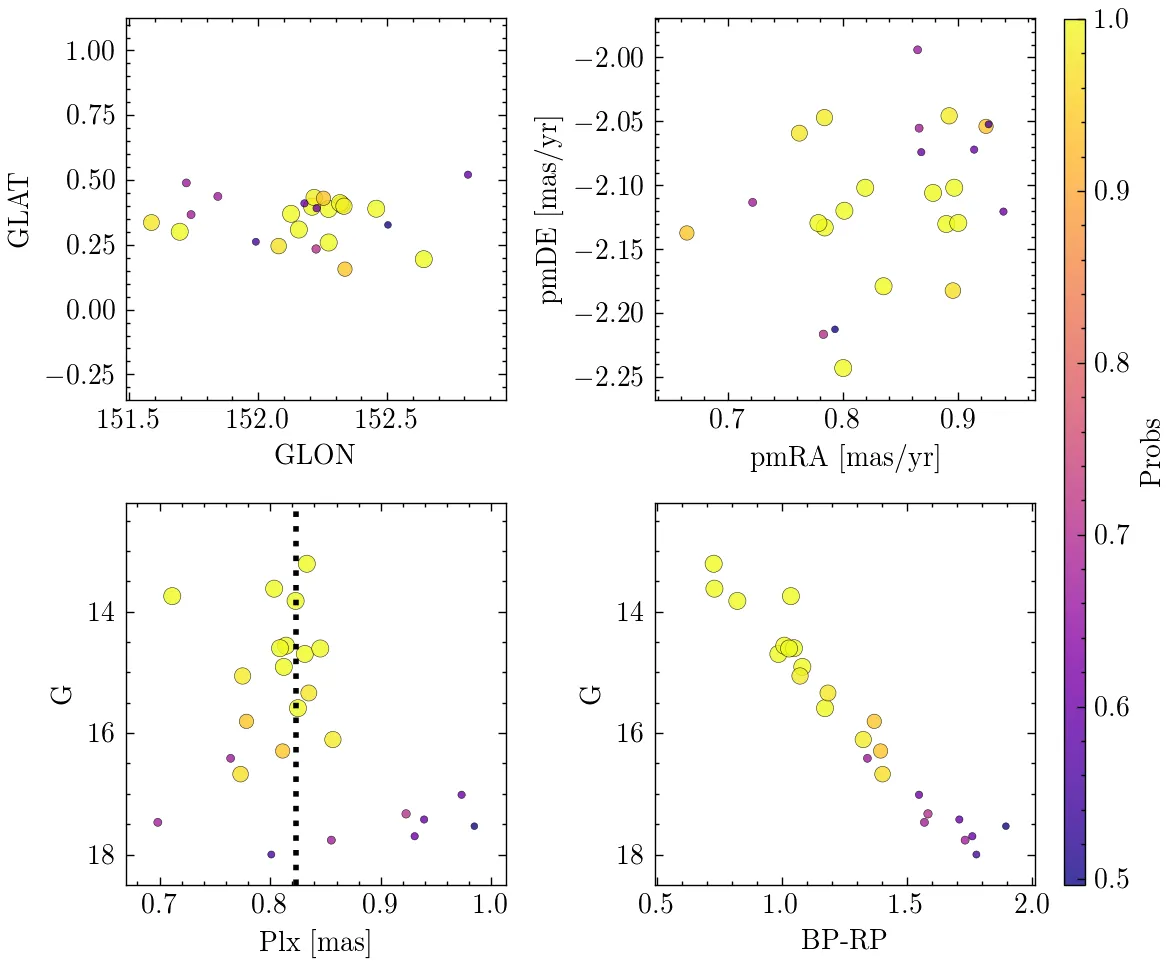 1.00
0.75
0.50
0.25
0.00
−0.25
GLAT
151.5 152.0 152.5
GLON
−2.00
−2.05
−2.10
−2.15
−2.20
−2.25
pmDE [mas/yr]
0.7 0.8 0.9
pmRA [mas/yr]
14
16
18
G
0.7 0.8 0.9 1.0
Plx [mas]
14
16
18
G
0.5 1.0 1.5 2.0
BP-RP
1.0
0.9
0.8
0.7
0.6
0.5
Probs